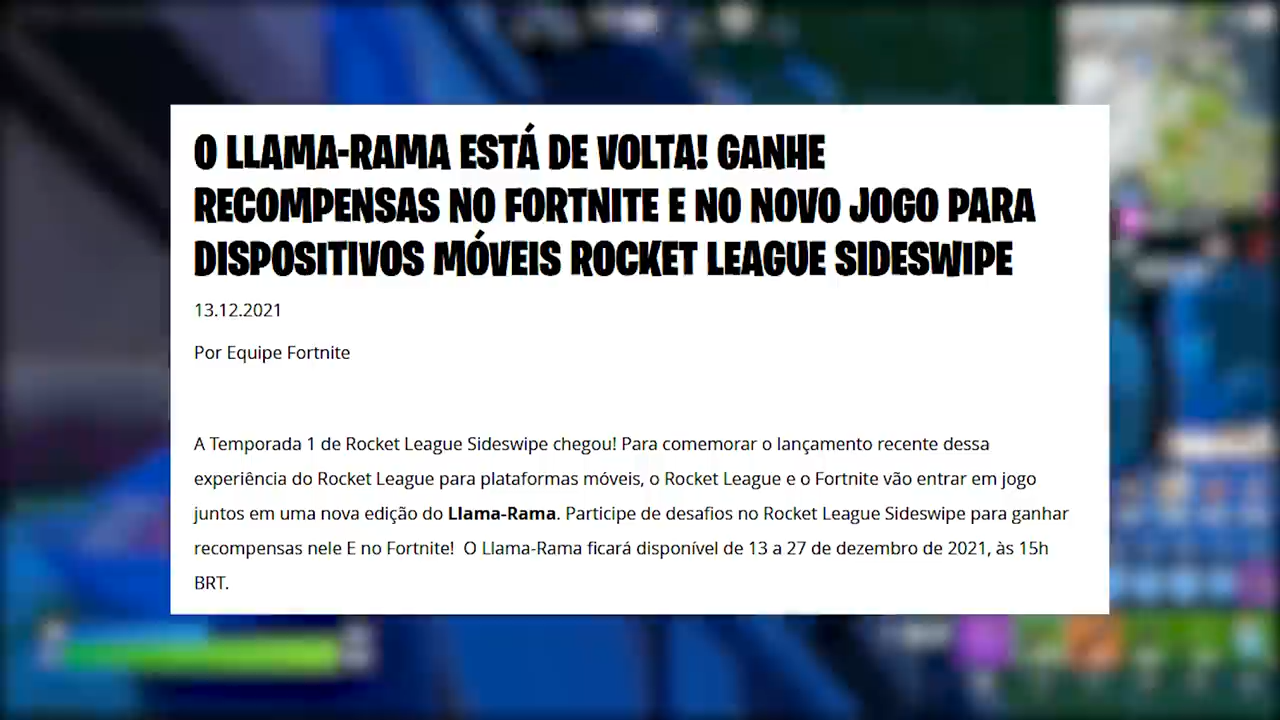 O LLAMA-RAMA ESTÁ DE VOLTA! GANHE
RECOMPENSAS NO FORTNITE E NO NOVO JOGO PARA
DISPOSITIVOS MÓVEIS ROCKET LEAGUE SIDESWIPE
13.12.2021
Por Equipe Fortnite
A Temporada 1 de Rocket League Sideswipe chegou! Para comemorar o lançamento recente dessa
experiência do Rocket League para plataformas móveis, o Rocket League e o Fortnite vão entrar em jogo
juntos em uma nova edição do Llama-Rama. Participe de desafios no Rocket League Sideswipe para ganhar
recompensas nele E no Fortnite!  O Llama-Rama ficará disponível de 13 a 27 de dezembro de 2021, às 15h
BRT.